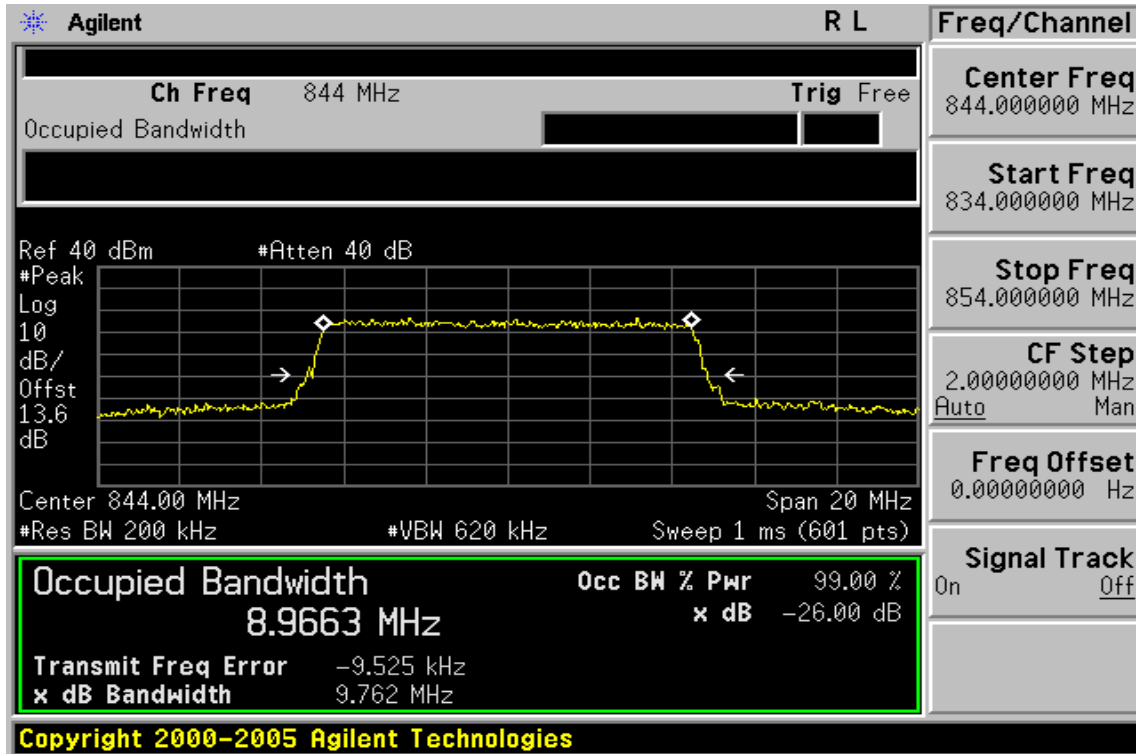 Agilent R L
Ch Freq 844 MHz Trig Free
Occupied Bandwidth
Ref 40 dBm #Atten 40 dB
#Peak
Log
10
dB/
Offst
13.6
dB
Center 844.00 MHz Span 20 MHz
#Res BW 200 kHz #VBW 620 kHz Sweep 1 ms (601 pts)
Occupied Bandwidth Occ BW % Pwr 99.00 %
8.9663 MHz x dB -26.00 dB
Transmit Freq Error -9.525 kHz
x dB Bandwidth 9.762 MHz
Copyright 2000-2005 Agilent Technologies
Freq/Channel
Center Freq
844.000000 MHz
Start Freq
834.000000 MHz
Stop Freq
854.000000 MHz
CF Step
2.00000000 MHz
Auto Man
Freq Offset
0.00000000 Hz
Signal Track
On Off